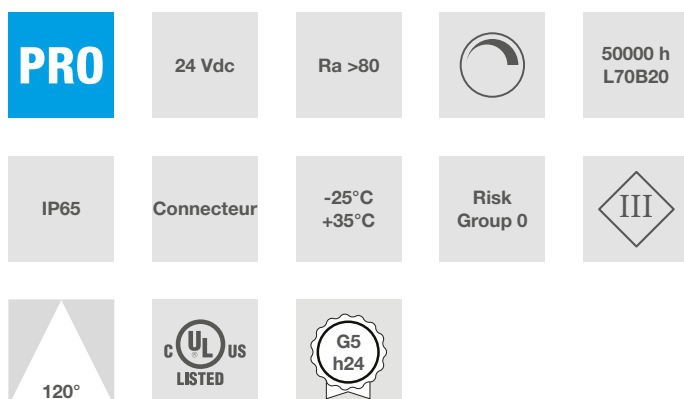 PRO
24 Vdc
Ra >80
50000 h
L70B20
IP65
Connecteur
-25°C
+35°C
Risk
Group 0
III
120°
C UL US
®
LISTED
G5
h24